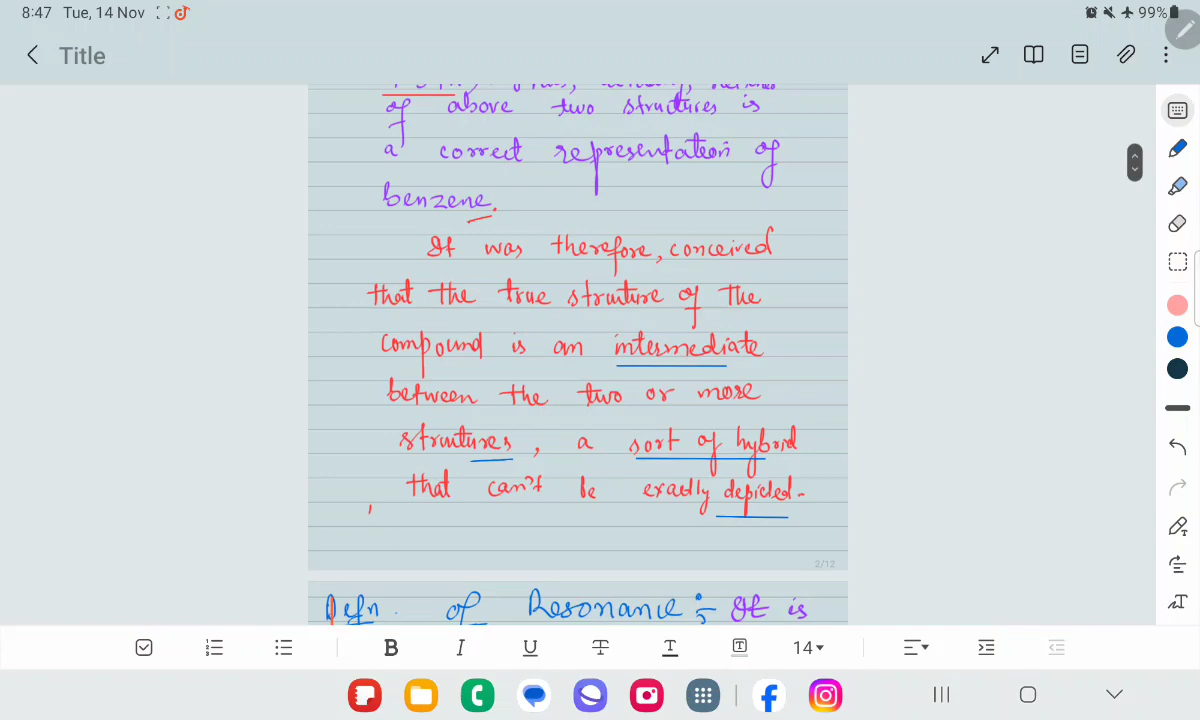 8:47 Tue, 14 Nov
99%
Title
of above two structures is
a correct representation of
benzene.
It was therefore, conceived
that the true structure of the
compound is an intermediate
between the two or more
structures, a sort of hybrid
that can't be exactly depicted.
2/12
Defn. of Resonance :- It is
B I U T T T 14